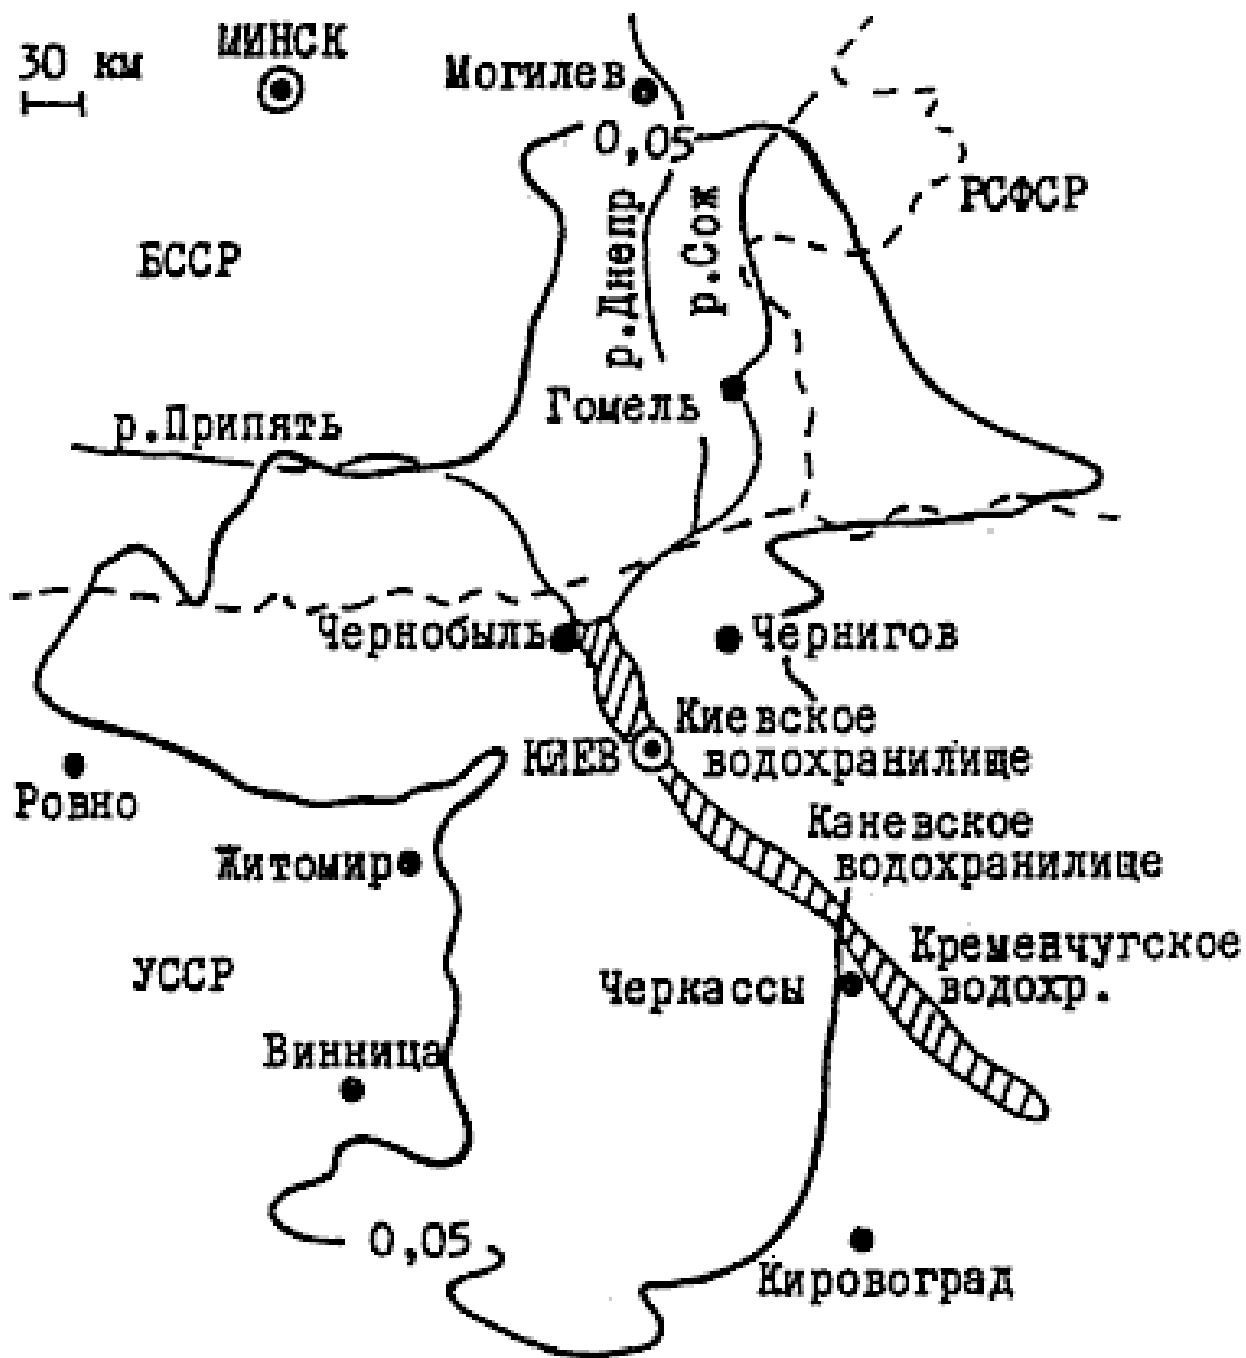 МИНСК
30 км
Могилев
0,05
РСФСР
р.Днепр
р.Сож
БССР
Гомель
р.Припять
Чернобыль
Чернигов
Киевское
водохранилище
КИЕВ
Ровно
Каневское
водохранилище
Житомир
Кременчугское
водохр.
УССР
Черкассы
Винница
0,05
Кировоград